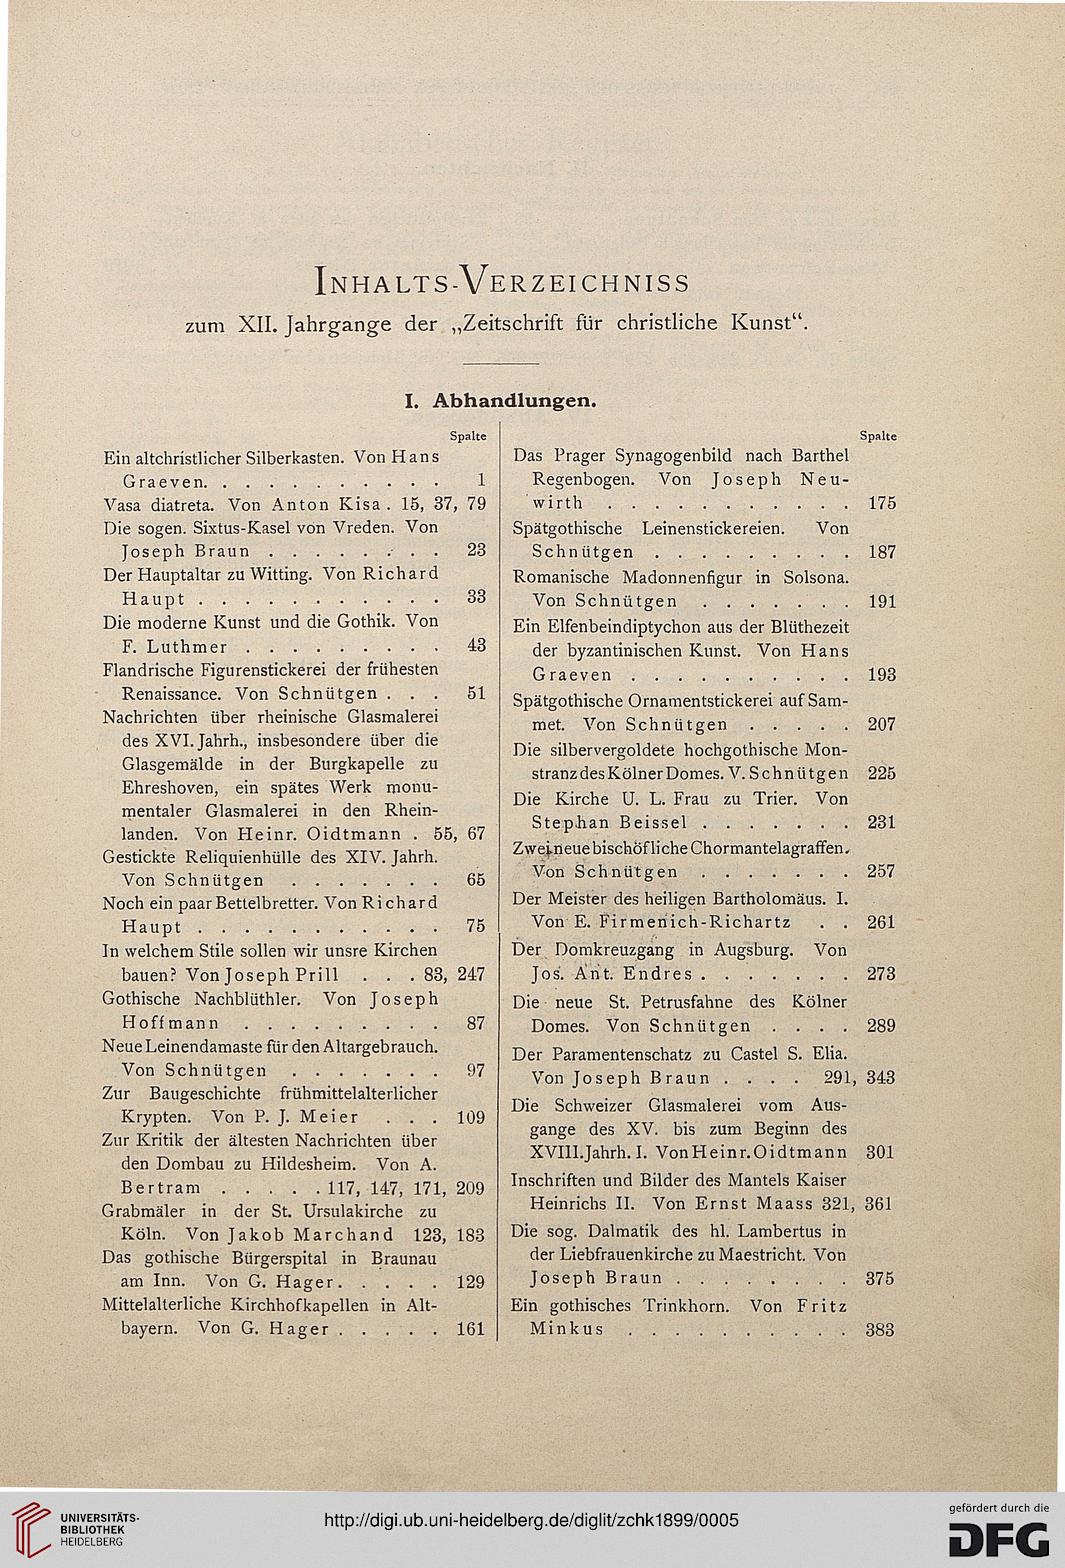 INHALTS-VERZEICHNISS
zum XII. Jahrgange der „Zeitschrift für christliche Kunst“.
I. Abhandlungen.
Spalte
Ein altchristlicher Silberkasten. Von Hans
Graeven. . . . . . . . . . . 1
Vasa diatreta. Von Anton Kisa . 15, 37, 79
Die sogen. Sixtus-Kasel von Vreden. Von
Joseph Braun . . . . . . . . 23
Der Hauptaltar zu Witting. Von Richard
Haupt . . . . . . . . . . . 33
Die moderne Kunst und die Gothik. Von
F. Luthmer . . . . . . . . . 43
Flandrische Figurenstickerei der frühesten
Renaissance. Von Schnütgen . . . 51
Nachrichten über rheinische Glasmalerei
des XVI. Jahrh., insbesondere über die
Glasgemälde in der Burgkapelle zu
Ehreshoven, ein spätes Werk monu-
mentaler Glasmalerei in den Rhein-
landen. Von Heinr. Oidtmann . 55, 67
Gestickte Reliquienhülle des XIV. Jahrh.
Von Schnütgen . . . . . . . 65
Noch ein paar Bettelbretter. Von Richard
Haupt . . . . . . . . . . . 75
In welchem Stile sollen wir unsre Kirchen
bauen? Von Joseph Prill . . . 83, 247
Gothische Nachblüthler. Von Joseph
Hoffmann . . . . . . . . . 87
Neue Leinendamaste für den Altargebrauch.
Von Schnütgen . . . . . . . 97
Zur Baugeschichte frühmittelalterlicher
Krypten. Von P. J. Meier . . . 109
Zur Kritik der ältesten Nachrichten über
den Dombau zu Hildesheim. Von A.
Bertram . . . . . 117, 147, 171, 209
Grabmäler in der St. Ursulakirche zu
Köln. Von Jakob Marchand 123, 183
Das gothische Bürgerspital in Braunau
am Inn. Von G. Hager. . . . . 129
Mittelalterliche Kirchhofkapellen in Alt-
bayern. Von G. Hager . . . . . 161
Spalte
Das Prager Synagogenbild nach Barthel
Regenbogen. Von Joseph Neu-
wirth . . . . . . . . . . . 175
Spätgothische Leinenstickereien. Von
Schnütgen . . . . . . . . . 187
Romanische Madonnenfigur in Solsona.
Von Schnütgen . . . . . . . 191
Ein Elfenbeindiptychon aus der Blüthezeit
der byzantinischen Kunst. Von Hans
Graeven . . . . . . . . . . 193
Spätgothische Ornamentstickerei auf Sam-
met. Von Schnütgen . . . . . 207
Die silbervergoldete hochgothische Mon-
stranz des Kölner Domes. V. Schnütgen 225
Die Kirche U. L. Frau zu Trier. Von
Stephan Beissel . . . . . . . 231
Zwei neue bischöfliche Chormantelagraffen.
Von Schnütgen . . . . . . . 257
Der Meister des heiligen Bartholomäus. I.
Von E. Firmenich-Richartz . . 261
Der Domkreuzgang in Augsburg. Von
Jos. Ant. Endres . . . . . . . 273
Die neue St. Petrusfahne des Kölner
Domes. Von Schnütgen . . . . 289
Der Paramentenschatz zu Castel S. Elia.
Von Joseph Braun . . . . 291, 343
Die Schweizer Glasmalerei vom Aus-
gange des XV. bis zum Beginn des
XVIII. Jahrh. I. Von Heinr. Oidtmann 301
Inschriften und Bilder des Mantels Kaiser
Heinrichs II. Von Ernst Maass 321, 361
Die sog. Dalmatik des hl. Lambertus in
der Liebfrauenkirche zu Maestricht. Von
Joseph Braun . . . . . . . . 375
Ein gothisches Trinkhorn. Von Fritz
Minkus . . . . . . . . . . 383
UNIVERSITÄTS-
BIBLIOTHEK
HEIDELBERG
http://digi.ub.uni-heidelberg.de/diglit/zchk1899/0005
gefördert durch die
DFG